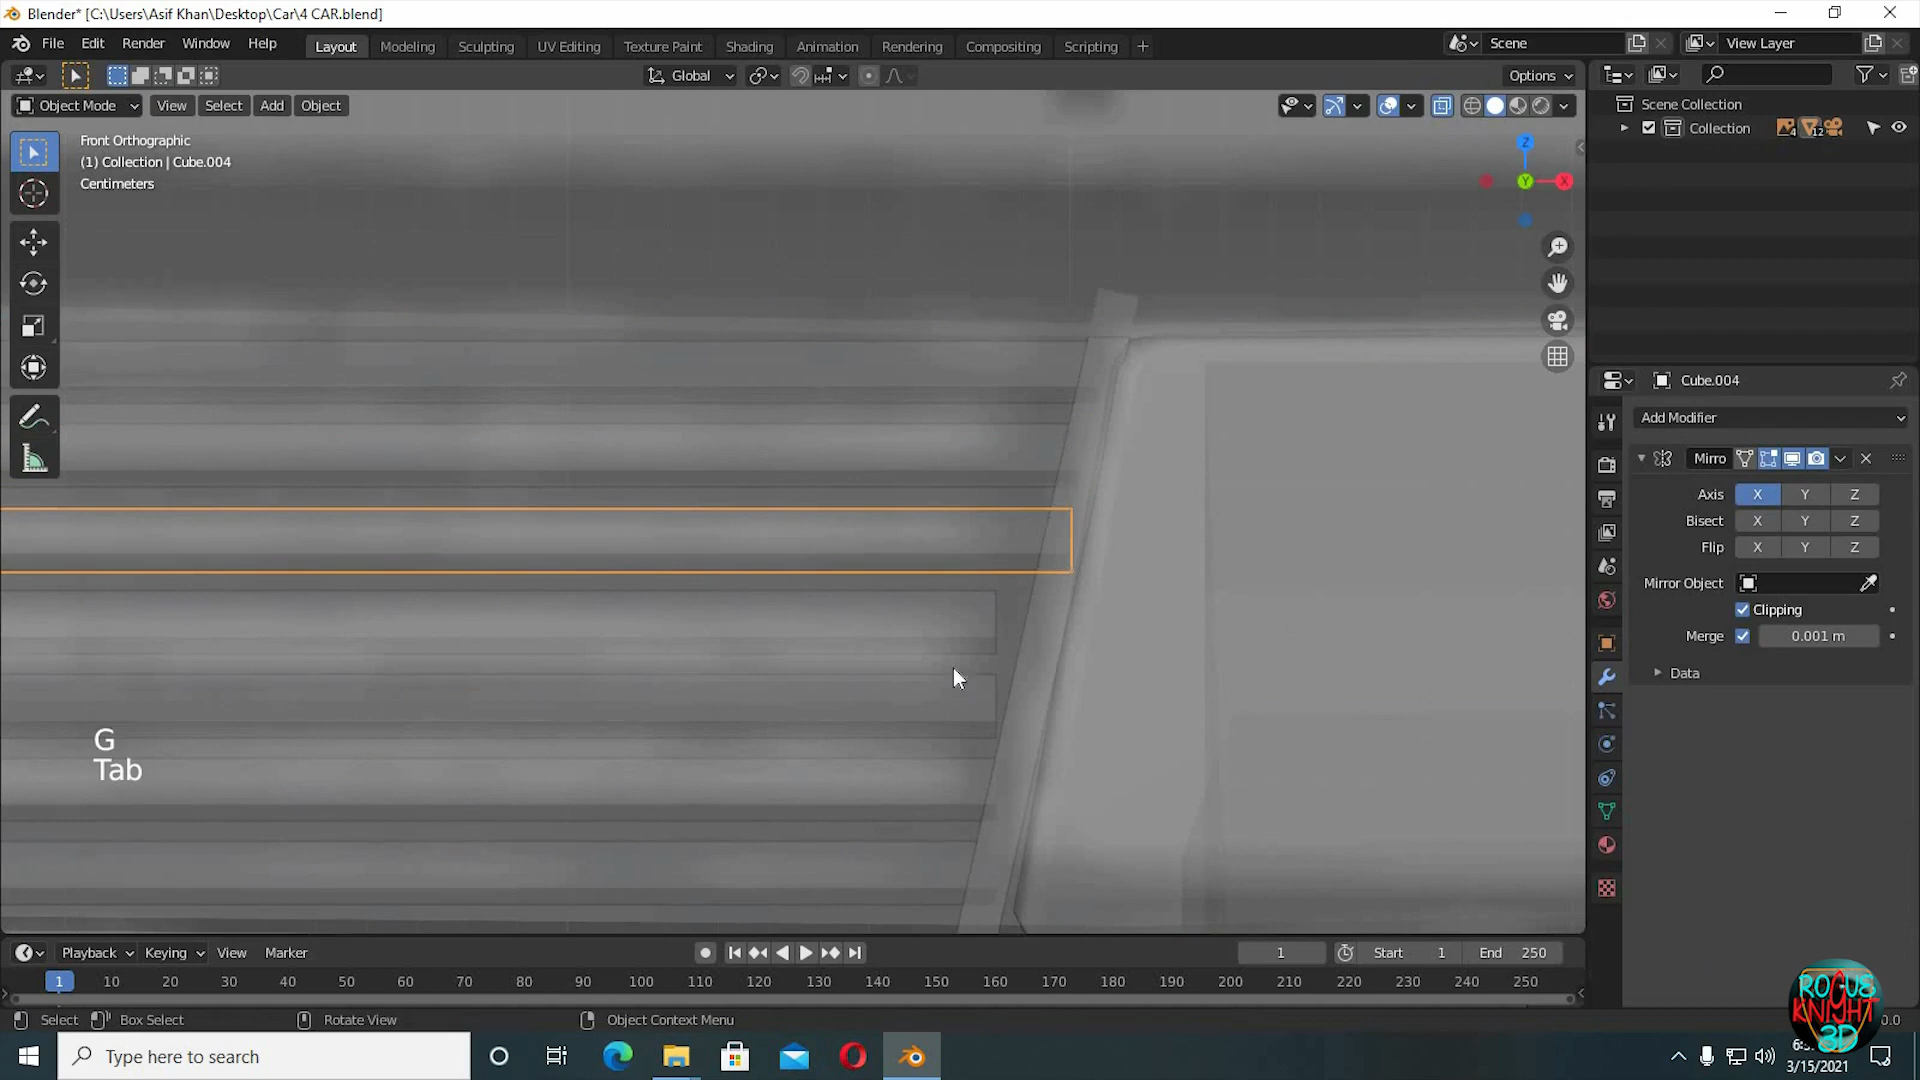 Blender* [C:\Users\Asif Khan\Desktop\Car\4 CAR.blend]
File Edit Render Window Help Layout Modeling Sculpting UV Editing Texture Paint Shading Animation Rendering Compositing Scripting + Scene View Layer
Global Options
Object Mode View Select Add Object
Scene Collection
Collection 4 12
Front Orthographic
(1) Collection | Cube.004
Centimeters
Z
Y X
Cube.004
Add Modifier
Mirro
Axis X Y Z
Bisect X Y Z
Flip X Y Z
Mirror Object
Clipping
Merge 0.001 m
Data
G
Tab
Playback Keying View Marker 1 Start 1 End 250
1 10 20 30 40 50 60 70 80 90 100 110 120 130 140 150 160 170 180 190 200 210 220 230 240 250
Select Box Select Rotate View Object Context Menu
ROGUE
KNIGHT
3D
Type here to search
3/15/2021